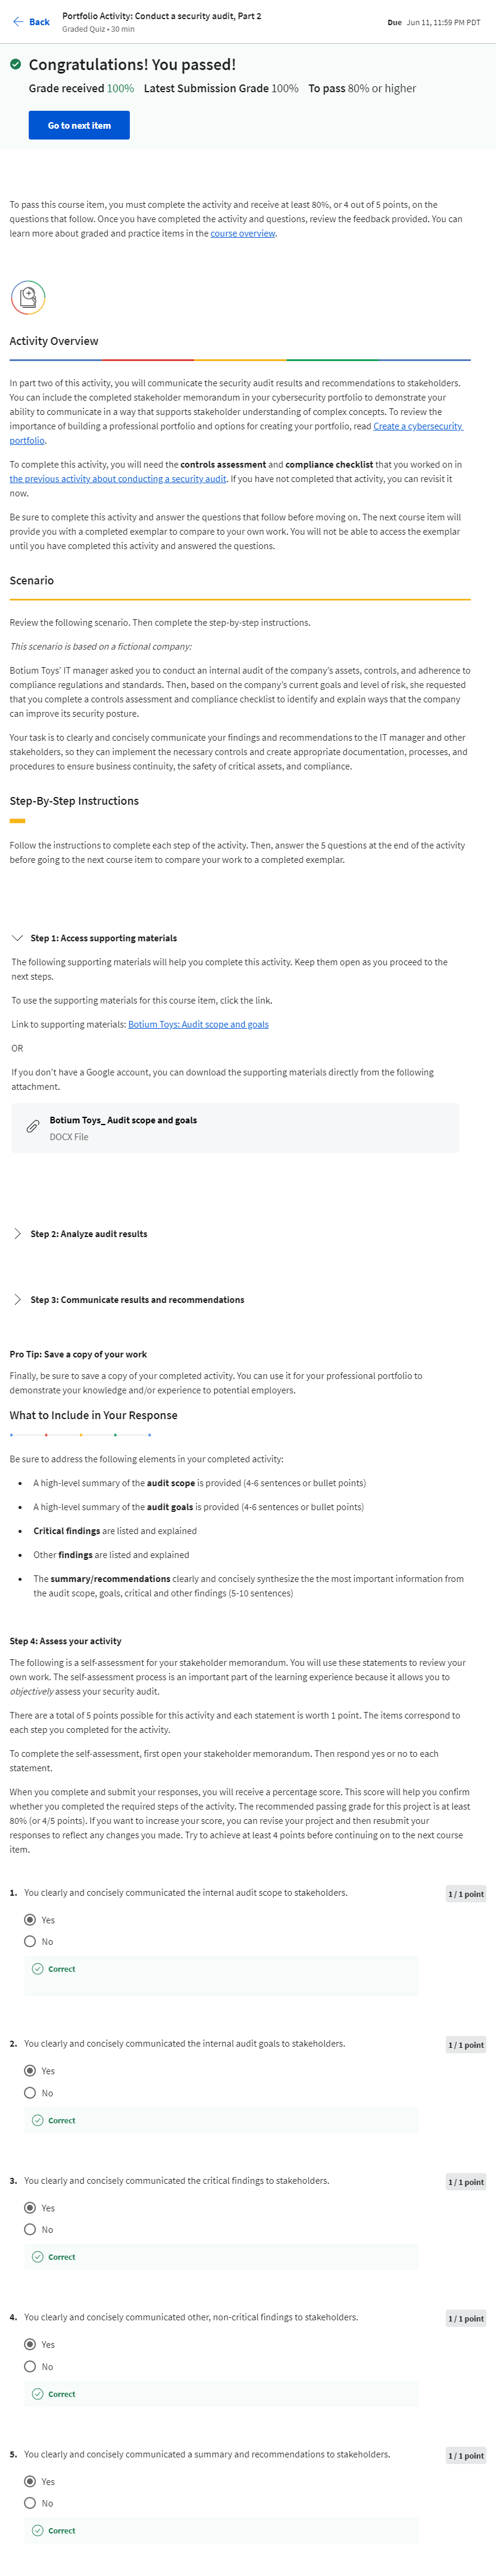 Back
Portfolio Activity: Conduct a security audit, Part 2
Graded Quiz • 30 min
Due Jun 11, 11:59 PM PDT
Congratulations! You passed!
Grade received 100% Latest Submission Grade 100% To pass 80% or higher
Go to next item
To pass this course item, you must complete the activity and receive at least 80%, or 4 out of 5 points, on the
questions that follow. Once you have completed the activity and questions, review the feedback provided. You can
learn more about graded and practice items in the course overview.
Activity Overview
In part two of this activity, you will communicate the security audit results and recommendations to stakeholders.
You can include the completed stakeholder memorandum in your cybersecurity portfolio to demonstrate your
ability to communicate in a way that supports stakeholder understanding of complex concepts. To review the
importance of building a professional portfolio and options for creating your portfolio, read Create a cybersecurity
portfolio.
To complete this activity, you will need the controls assessment and compliance checklist that you worked on in
the previous activity about conducting a security audit. If you have not completed that activity, you can revisit it
now.
Be sure to complete this activity and answer the questions that follow before moving on. The next course item will
provide you with a completed exemplar to compare to your own work. You will not be able to access the exemplar
until you have completed this activity and answered the questions.
Scenario
Review the following scenario. Then complete the step-by-step instructions.
This scenario is based on a fictional company:
Botium Toys' IT manager asked you to conduct an internal audit of the company's assets, controls, and adherence to
compliance regulations and standards. Then, based on the company's current goals and level of risk, she requested
that you complete a controls assessment and compliance checklist to identify and explain ways that the company
can improve its security posture.
Your task is to clearly and concisely communicate your findings and recommendations to the IT manager and other
stakeholders, so they can implement the necessary controls and create appropriate documentation, processes, and
procedures to ensure business continuity, the safety of critical assets, and compliance.
Step-By-Step Instructions
Follow the instructions to complete each step of the activity. Then, answer the 5 questions at the end of the activity
before going to the next course item to compare your work to a completed exemplar.
Step 1: Access supporting materials
The following supporting materials will help you complete this activity. Keep them open as you proceed to the
next steps.
To use the supporting materials for this course item, click the link.
Link to supporting materials: Botium Toys: Audit scope and goals
OR
If you don't have a Google account, you can download the supporting materials directly from the following
attachment.
Botium Toys_ Audit scope and goals
DOCX File
Step 2: Analyze audit results
Step 3: Communicate results and recommendations
Pro Tip: Save a copy of your work
Finally, be sure to save a copy of your completed activity. You can use it for your professional portfolio to
demonstrate your knowledge and/or experience to potential employers.
What to Include in Your Response
Be sure to address the following elements in your completed activity:
• A high-level summary of the audit scope is provided (4-6 sentences or bullet points)
• A high-level summary of the audit goals is provided (4-6 sentences or bullet points)
• Critical findings are listed and explained
• Other findings are listed and explained
• The summary/recommendations clearly and concisely synthesize the the most important information from
the audit scope, goals, critical and other findings (5-10 sentences)
Step 4: Assess your activity
The following is a self-assessment for your stakeholder memorandum. You will use these statements to review your
own work. The self-assessment process is an important part of the learning experience because it allows you to
objectively assess your security audit.
There are a total of 5 points possible for this activity and each statement is worth 1 point. The items correspond to
each step you completed for the activity.
To complete the self-assessment, first open your stakeholder memorandum. Then respond yes or no to each
statement.
When you complete and submit your responses, you will receive a percentage score. This score will help you confirm
whether you completed the required steps of the activity. The recommended passing grade for this project is at least
80% (or 4/5 points). If you want to increase your score, you can revise your project and then resubmit your
responses to reflect any changes you made. Try to achieve at least 4 points before continuing on to the next course
item.
1. You clearly and concisely communicated the internal audit scope to stakeholders.
1 / 1 point
Yes
No
Correct
2. You clearly and concisely communicated the internal audit goals to stakeholders.
1 / 1 point
Yes
No
Correct
3. You clearly and concisely communicated the critical findings to stakeholders.
1 / 1 point
Yes
No
Correct
4. You clearly and concisely communicated other, non-critical findings to stakeholders.
1 / 1 point
Yes
No
Correct
5. You clearly and concisely communicated a summary and recommendations to stakeholders.
1 / 1 point
Yes
No
Correct